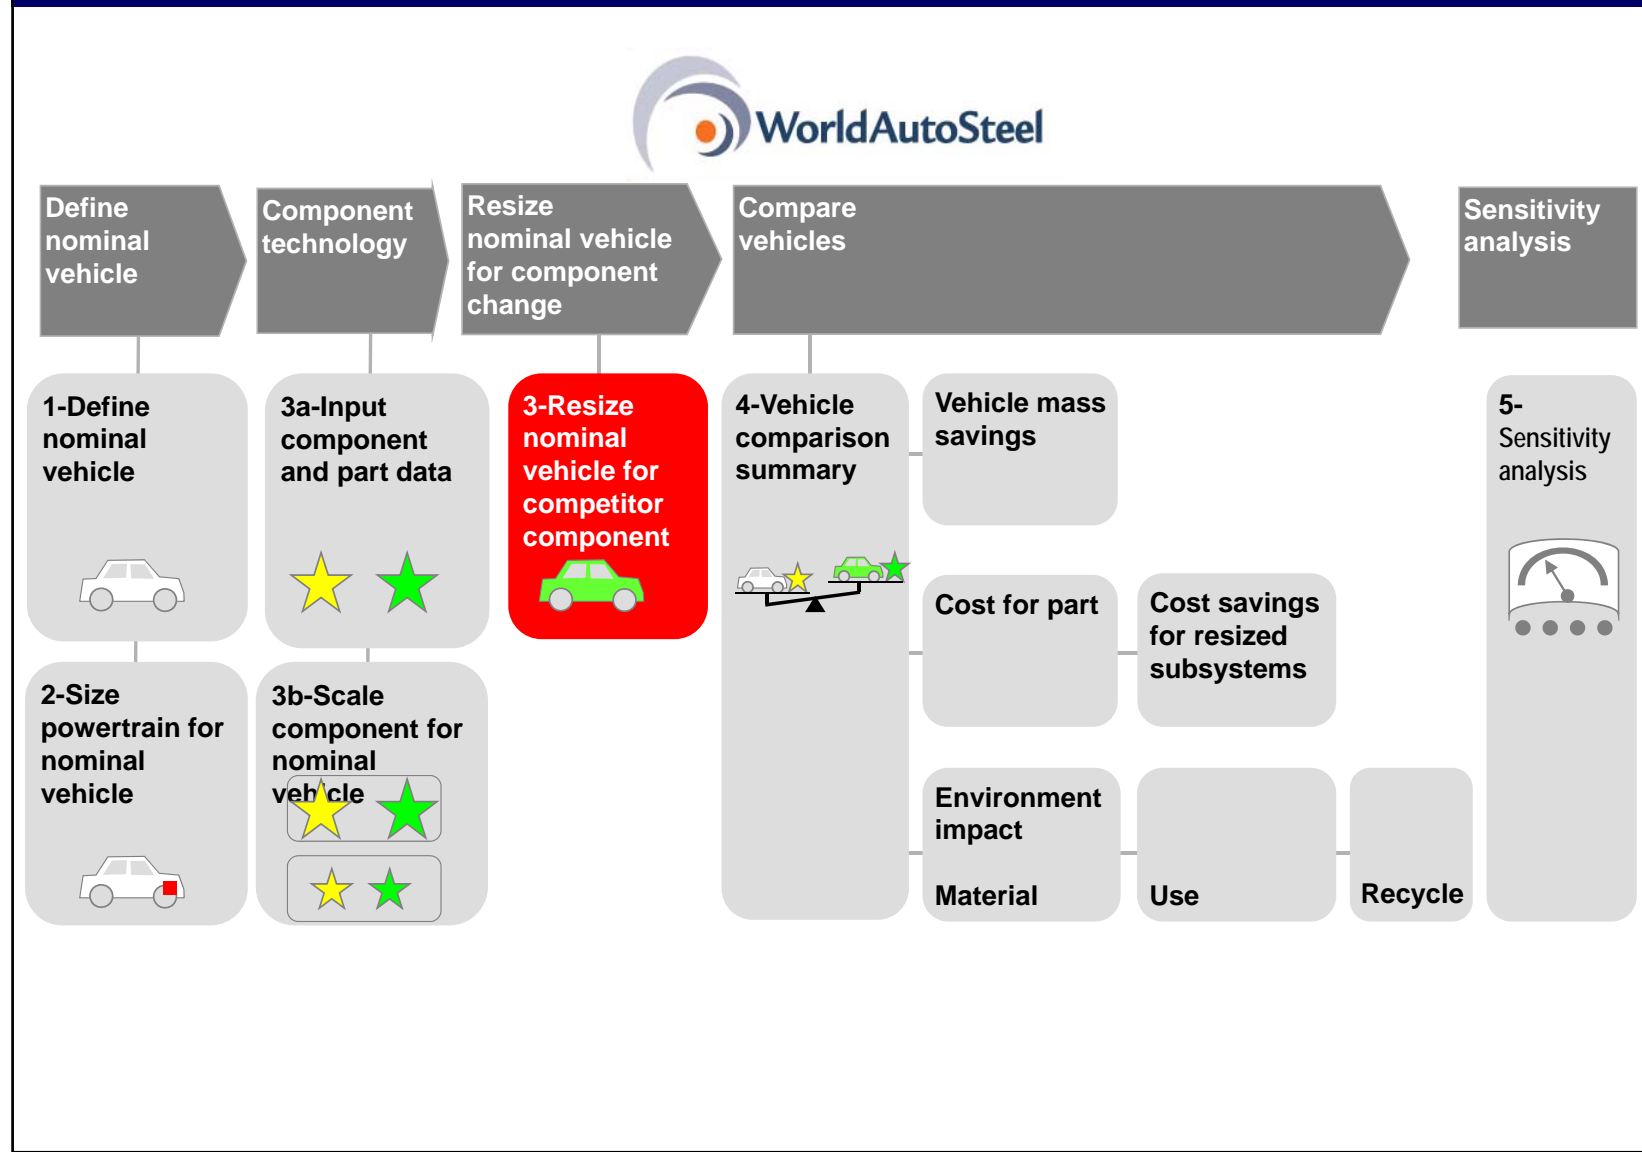 WorldAutoSteel
Define
nominal
vehicle
Component
technology
Resize
nominal vehicle
for component
change
Compare
vehicles
Sensitivity
analysis
1-Define
nominal
vehicle
3a-Input
component
and part data
3-Resize
nominal
vehicle for
competitor
component
4-Vehicle
comparison
summary
Vehicle mass
savings
5-
Sensitivity
analysis
Cost for part
Cost savings
for resized
subsystems
2-Size
powertrain for
nominal
vehicle
3b-Scale
component for
nominal
vehicle
Environment
impact
Material
Use
Recycle